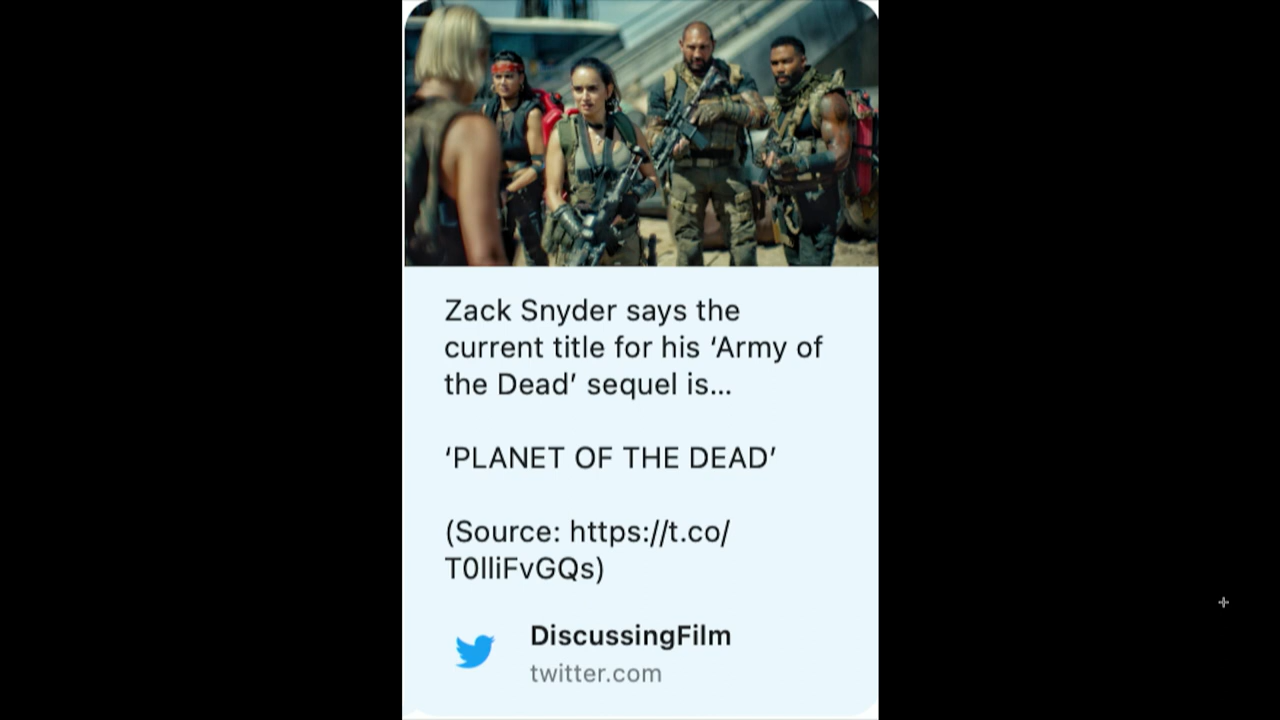 Zack Snyder says the
current title for his ‘Army of
the Dead’ sequel is...
‘PLANET OF THE DEAD’
(Source: https://t.co/
T0lliFvGQs)
DiscussingFilm
twitter.com